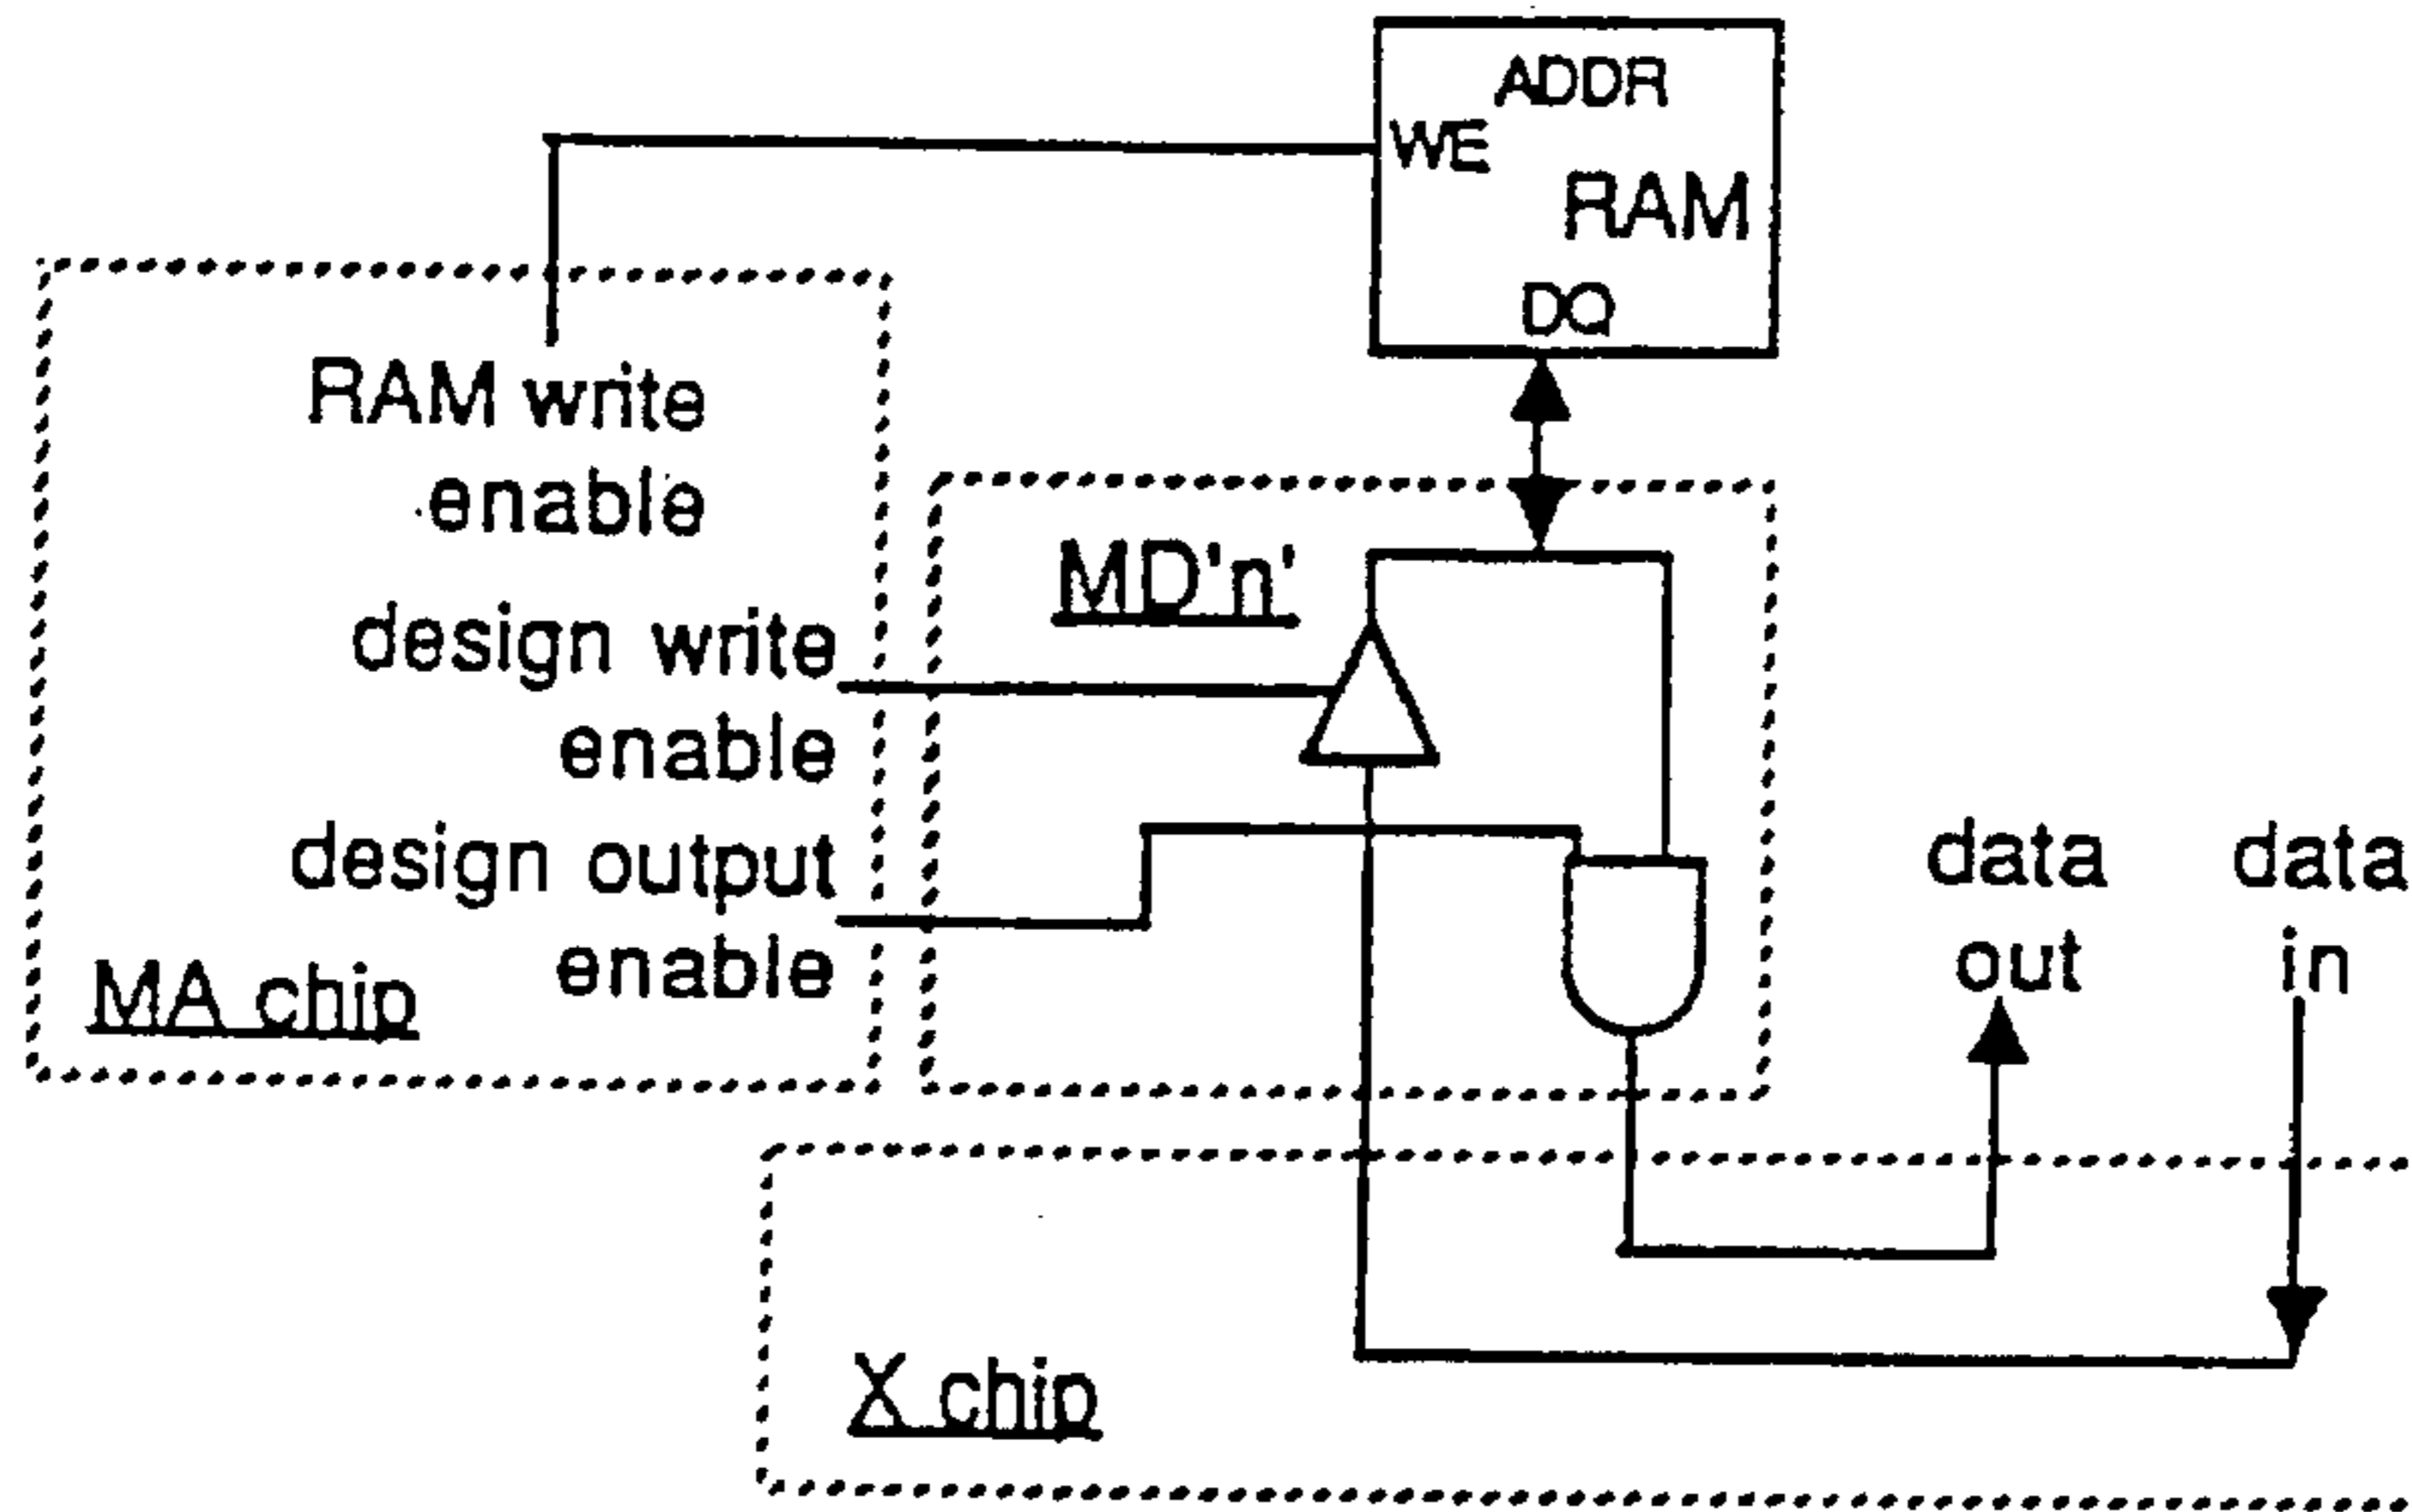 ADDR
WE
RAM
DQ
RAM write
enable
MD'n'
design write
enable
design output
enable
MA chip
data
out
data
in
X chip